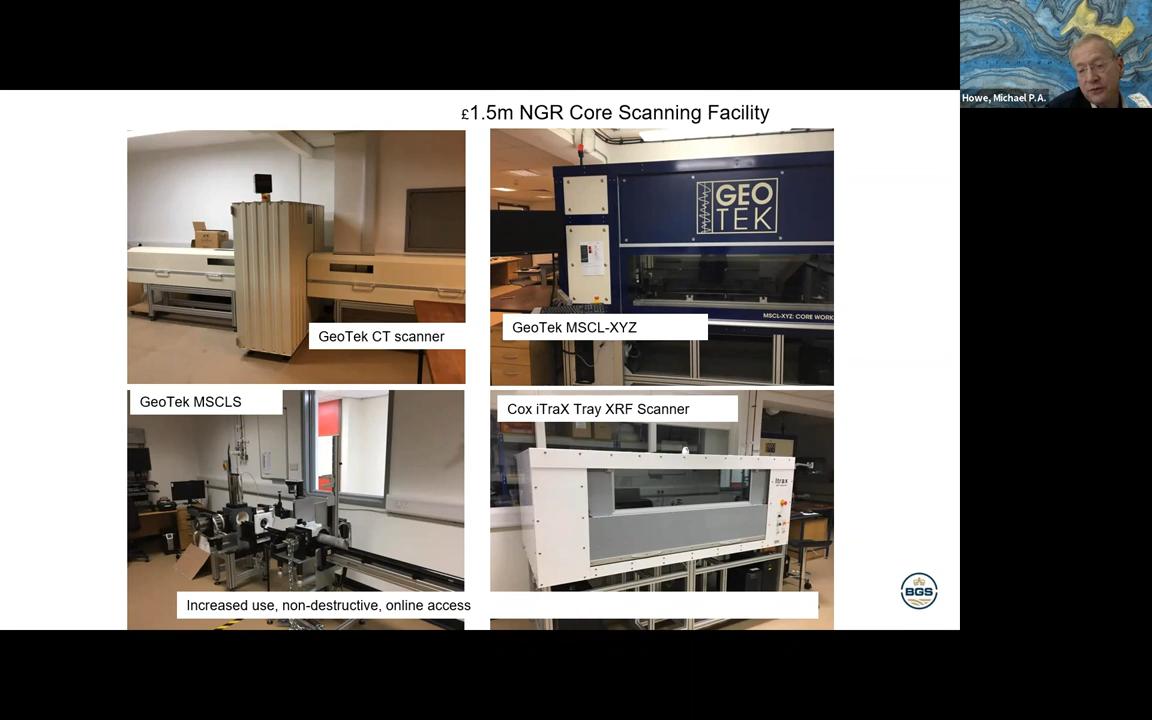 Howe, Michael P.A.
£1.5m NGR Core Scanning Facility
GEO
TEK
MSCL-XYZ: CORE WORK
GeoTek CT scanner
GeoTek MSCL-XYZ
GeoTek MSCLS
Cox iTraX Tray XRF Scanner
Itrax
Increased use, non-destructive, online access
BGS